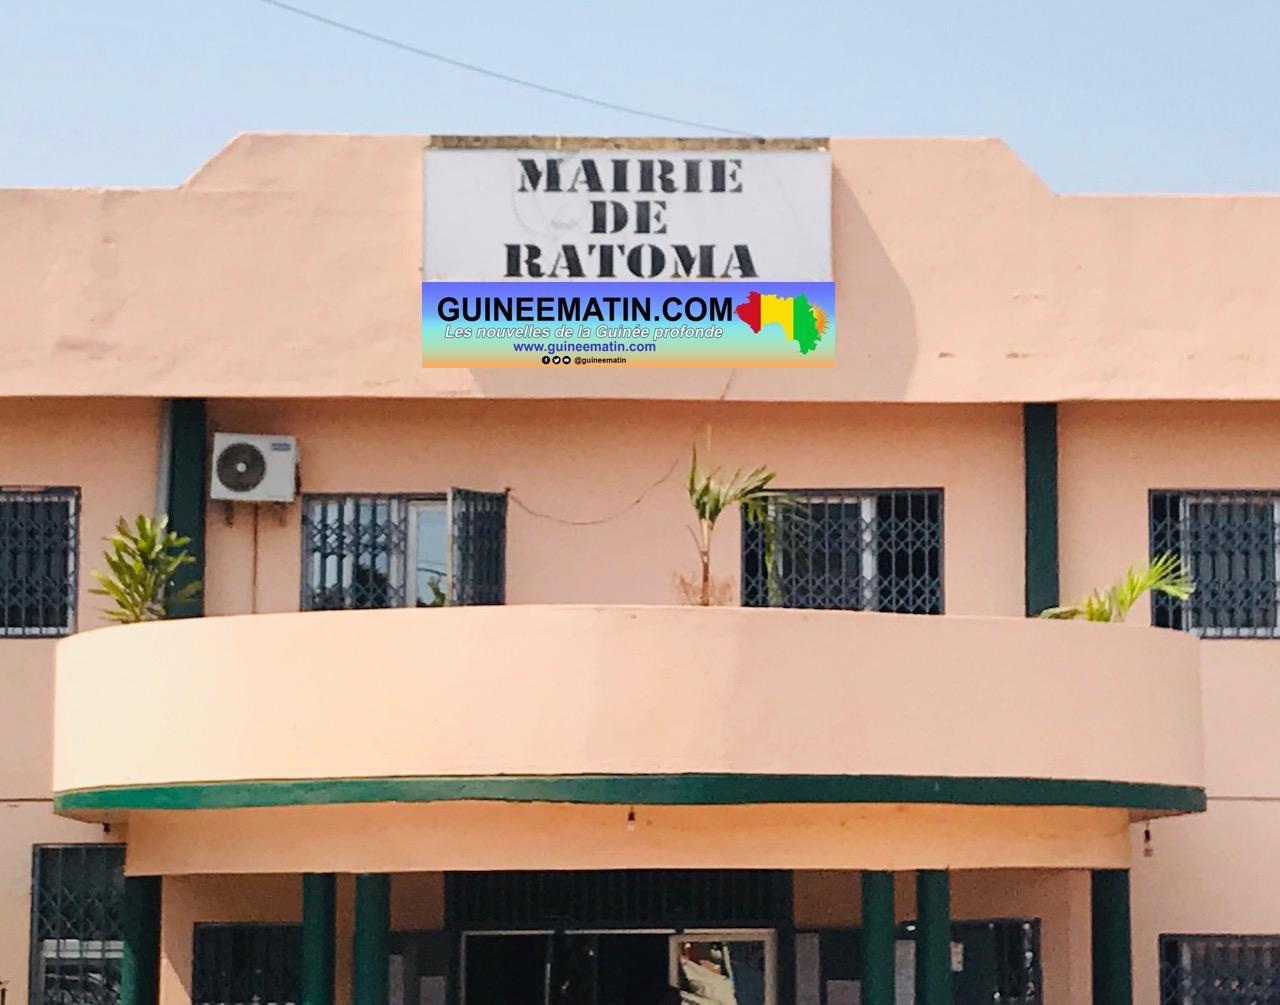 MAIRIE
DE
RATOMA
GUINEEMATIN.COM
Les nouvelles de la Guinée profonde
www.guineematin.com
@guineematin